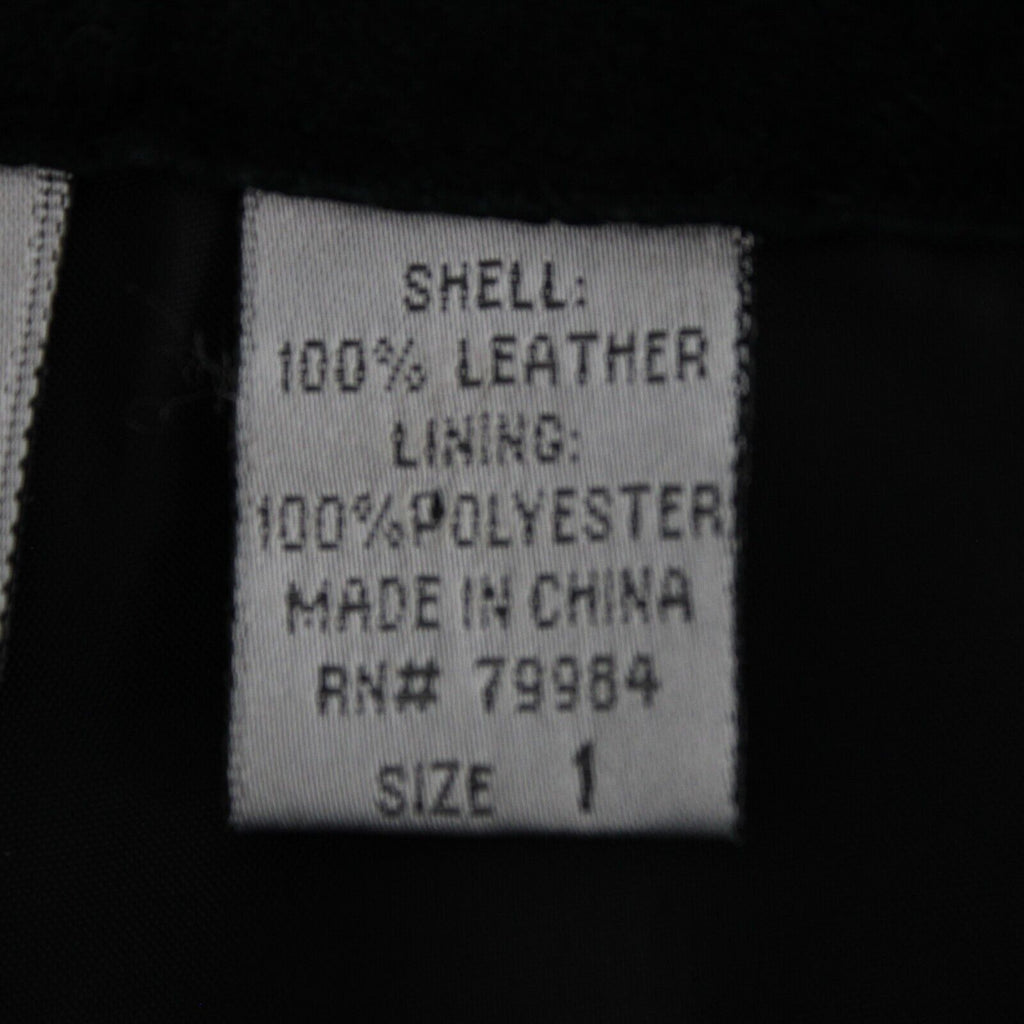 SHELL:
100% LEATHER
LINING:
100%POLYESTER
MADE IN CHINA
RN# 79984
SIZE 1